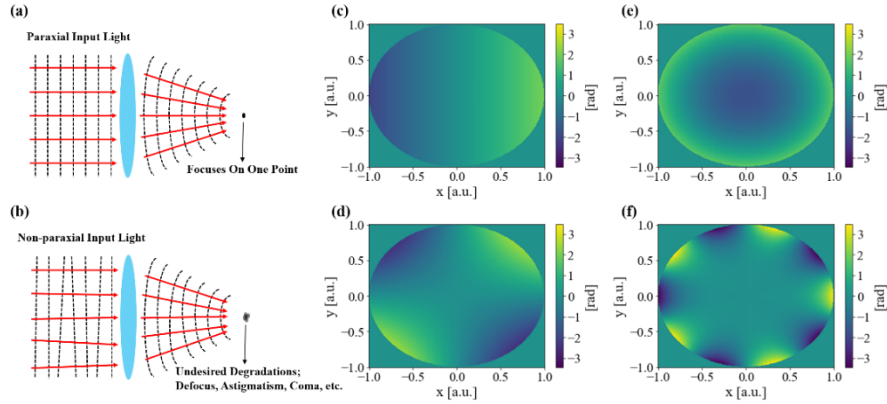 (a)
Paraxial Input Light
Focuses On One Point
(b)
Non-paraxial Input Light
Undesired Degradations;
Defocus, Astigmatism, Coma, etc.
(c)
1.0
0.5
0.0
−0.5
−1.0
y [a.u.]
−1.0 −0.5 0.0 0.5 1.0
x [a.u.]
3
2
1
0
−1
−2
−3
[rad]
(d)
1.0
0.5
0.0
−0.5
−1.0
y [a.u.]
−1.0 −0.5 0.0 0.5 1.0
x [a.u.]
3
2
1
0
−1
−2
−3
[rad]
(e)
1.0
0.5
0.0
−0.5
−1.0
y [a.u.]
−1.0 −0.5 0.0 0.5 1.0
x [a.u.]
3
2
1
0
−1
−2
−3
[rad]
(f)
1.0
0.5
0.0
−0.5
−1.0
y [a.u.]
−1.0 −0.5 0.0 0.5 1.0
x [a.u.]
3
2
1
0
−1
−2
−3
[rad]